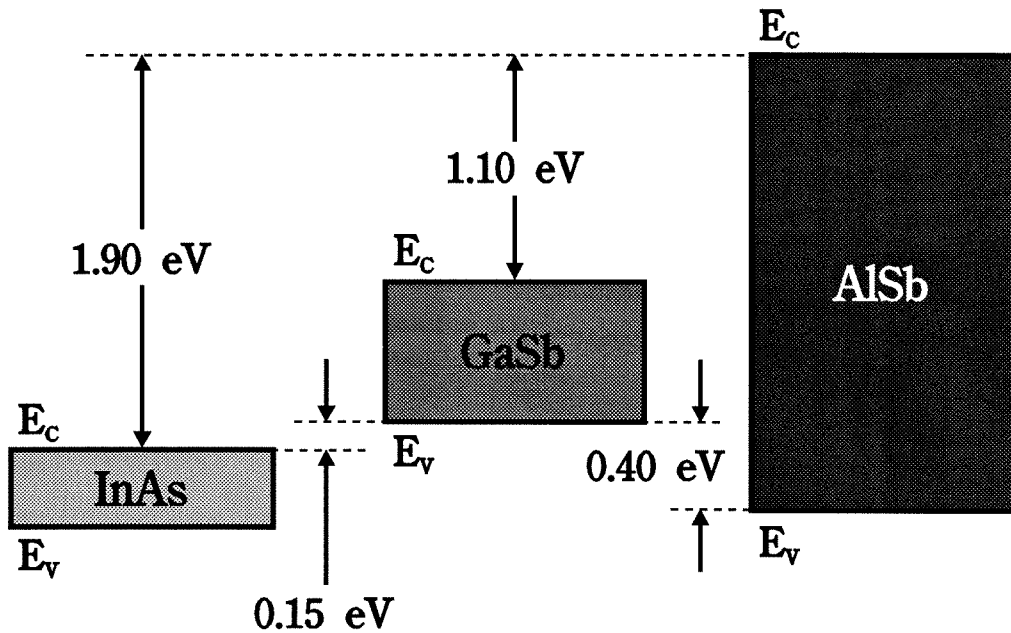 E_C
1.10 eV
1.90 eV
E_C
AlSb
GaSb
E_C
E_V
0.40 eV
InAs
E_V
E_V
0.15 eV